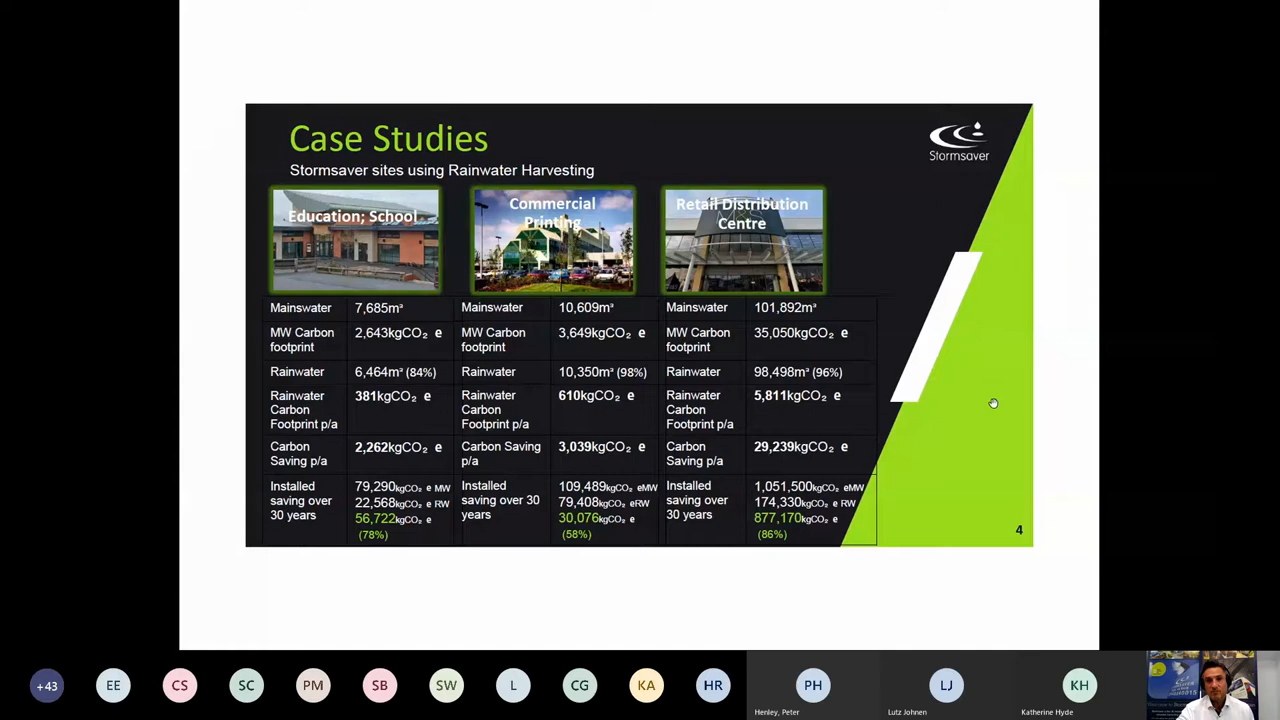 Case Studies
Stormsaver sites using Rainwater Harvesting
Stormsaver
Education; School
Commercial
Printing
Retail Distribution
Centre
Mainswater 7,685m³ Mainswater 10,609m³ Mainswater 101,892m³
MW Carbon footprint 2,643kgCO₂ e MW Carbon footprint 3,649kgCO₂ e MW Carbon footprint 35,050kgCO₂ e
Rainwater 6,464m³ (84%) Rainwater 10,350m³ (98%) Rainwater 98,498m³ (96%)
Rainwater Carbon Footprint p/a 381kgCO₂ e Rainwater Carbon Footprint p/a 610kgCO₂ e Rainwater Carbon Footprint p/a 5,811kgCO₂ e
Carbon Saving p/a 2,262kgCO₂ e Carbon Saving p/a 3,039kgCO₂ e Carbon Saving p/a 29,239kgCO₂ e
Installed saving over 30 years
79,290kgCO₂ e MW
22,568kgCO₂ e RW
56,722kgCO₂ e
(78%)
Installed saving over 30 years
109,489kgCO₂ eMW
79,408kgCO₂ eRW
30,076kgCO₂ e
(58%)
Installed saving over 30 years
1,051,500kgCO₂ eMW
174,330kgCO₂ eRW
877,170kgCO₂ e
(86%)
4
+43 EE CS SC PM SB SW L CG KA HR PH LJ KH
Henley, Peter
Lutz Johnen
Katherine Hyde